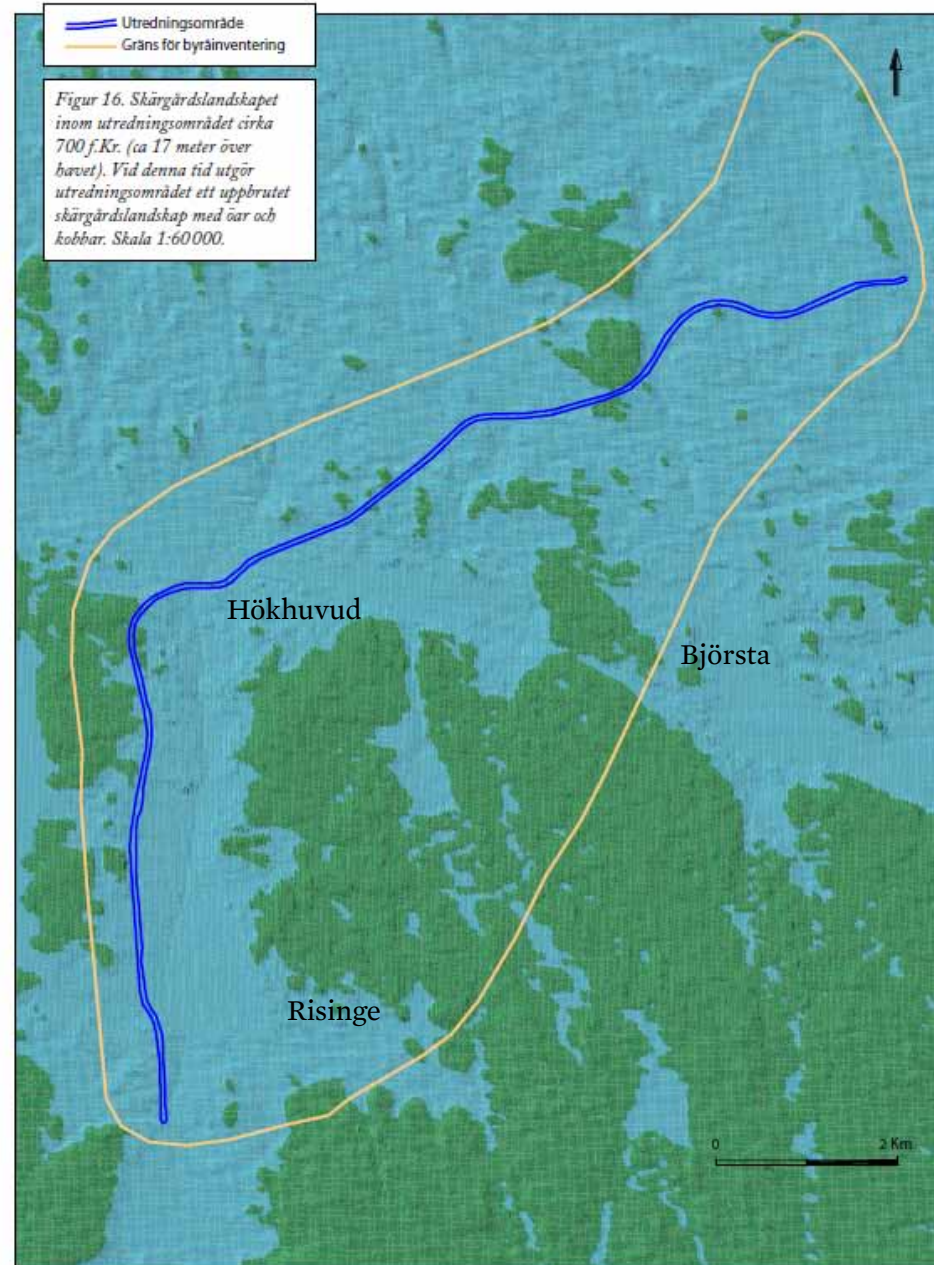 Utredningsområde
Gräns för byråinventering
Figur 16. Skärgårdslandskapet
inom utredningsområdet cirka
700 f.Kr. (ca 17 meter över
havet). Vid denna tid utgör
utredningsområdet ett uppbrutet
skärgårdslandskap med öar och
kobbar. Skala 1:60 000.
Hökhuvud
Björsta
Risinge
0 2 Km